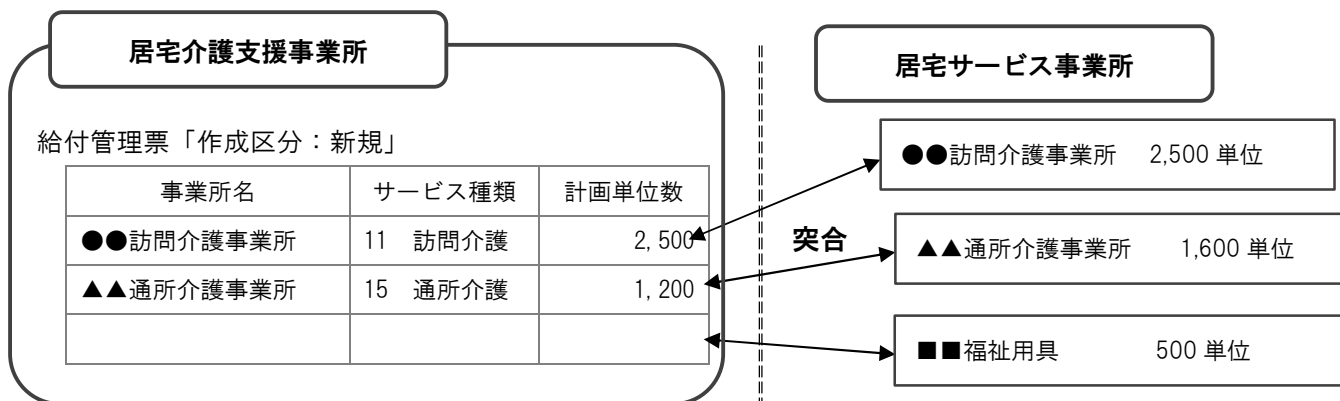 居宅介護支援事業所
給付管理票「作成区分：新規」
事業所名 サービス種類 計画単位数
●●訪問介護事業所 11 訪問介護 2,500
▲▲通所介護事業所 15 通所介護 1,200
突合
居宅サービス事業所
●●訪問介護事業所 2,500 単位
▲▲通所介護事業所 1,600 単位
■■福祉用具 500 単位